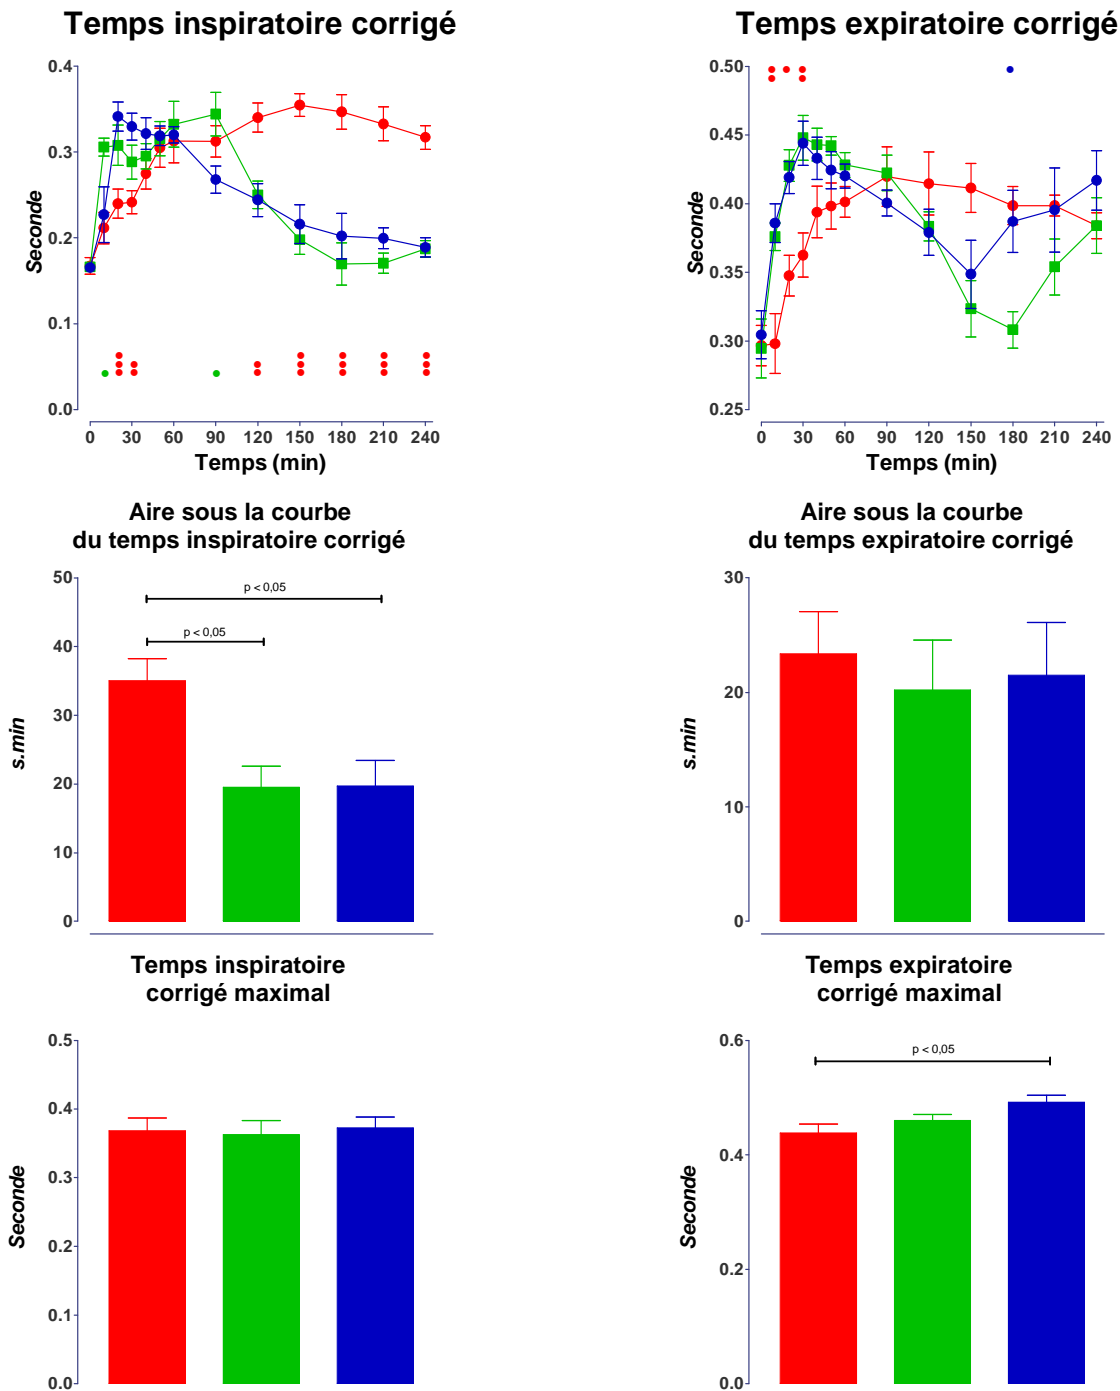 Temps inspiratoire corrigé
0.4
0.3
0.2
0.1
0.0
Seconde
0 30 60 90 120 150 180 210 240
Temps (min)
Temps expiratoire corrigé
0.50
0.45
0.40
0.35
0.30
0.25
Seconde
0 30 60 90 120 150 180 210 240
Temps (min)
Aire sous la courbe
du temps inspiratoire corrigé
50
40
30
20
10
0
s.min
p < 0,05
p < 0,05
Aire sous la courbe
du temps expiratoire corrigé
30
20
10
0
s.min
Temps inspiratoire
corrigé maximal
0.5
0.4
0.3
0.2
0.1
0.0
Seconde
Temps expiratoire
corrigé maximal
0.6
0.4
0.2
0.0
Seconde
p < 0,05